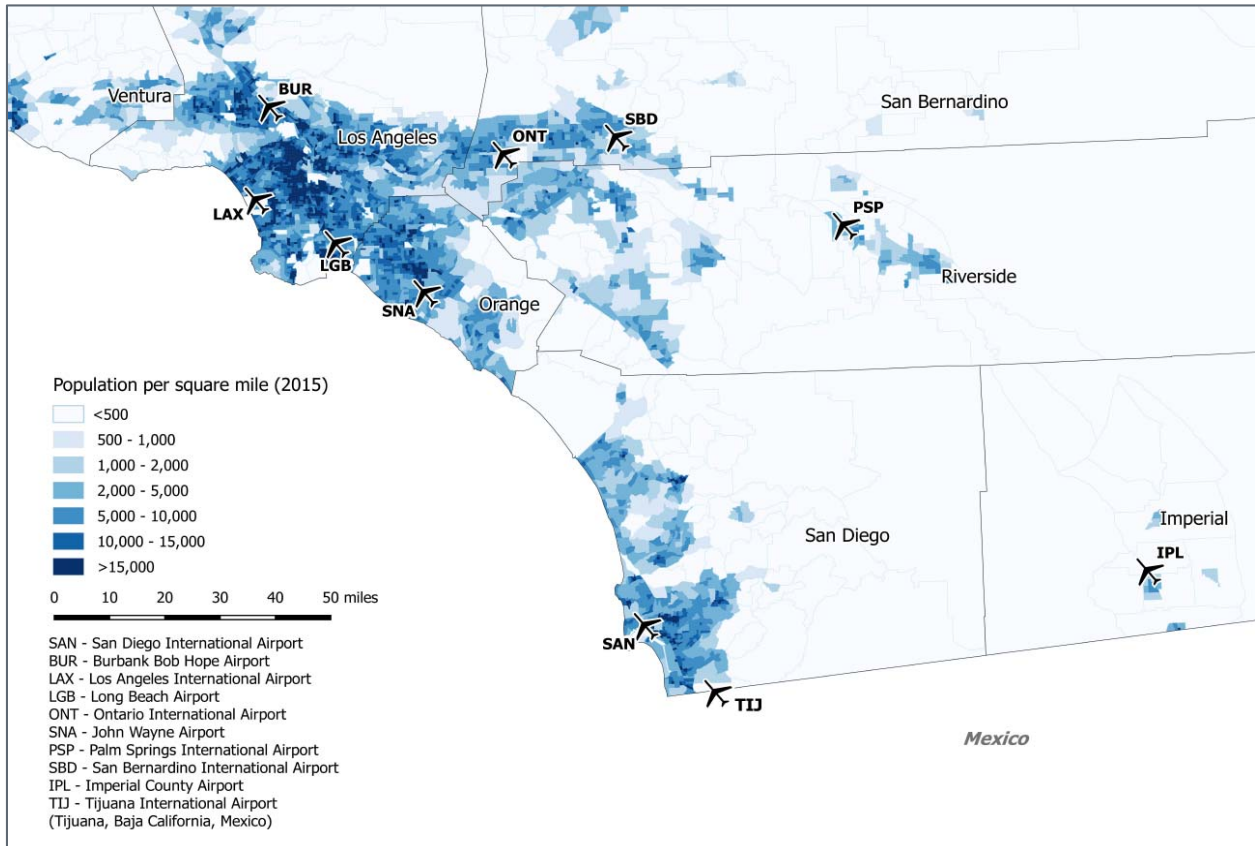 BUR
Ventura
San Bernardino
SBD
Los Angeles
ONT
LAX
PSP
LGB
Riverside
SNA
Orange
Population per square mile (2015)
<500
500 - 1,000
1,000 - 2,000
2,000 - 5,000
5,000 - 10,000
10,000 - 15,000
>15,000
0 10 20 30 40 50 miles
San Diego
Imperial
IPL
SAN
TIJ
Mexico
SAN - San Diego International Airport
BUR - Burbank Bob Hope Airport
LAX - Los Angeles International Airport
LGB - Long Beach Airport
ONT - Ontario International Airport
SNA - John Wayne Airport
PSP - Palm Springs International Airport
SBD - San Bernardino International Airport
IPL - Imperial County Airport
TIJ - Tijuana International Airport
(Tijuana, Baja California, Mexico)